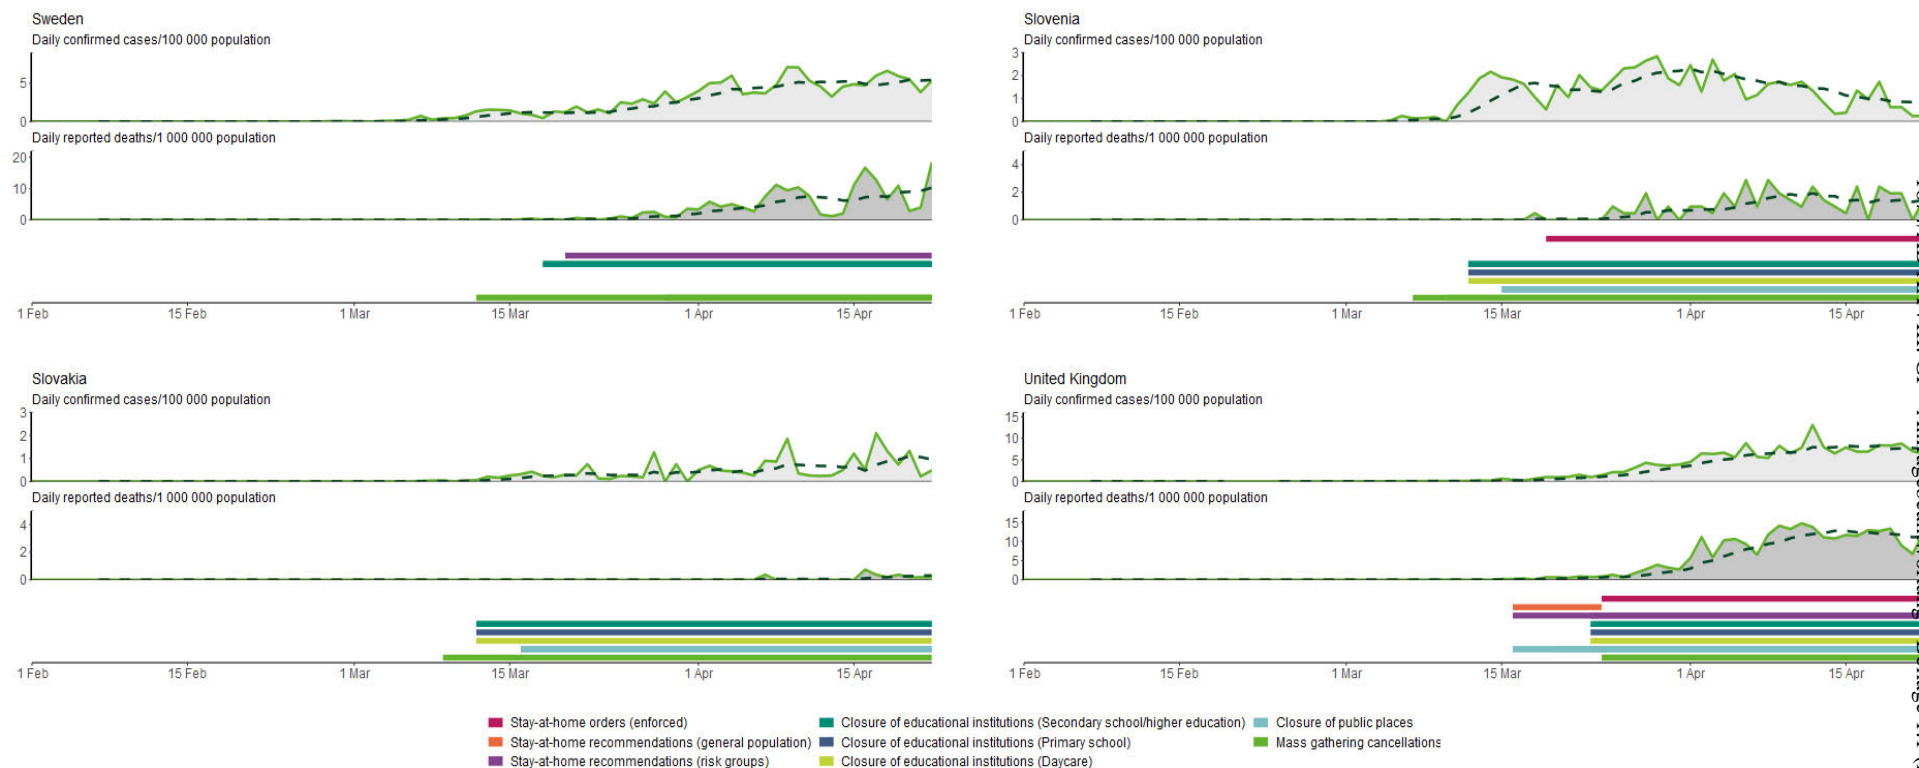 Sweden
Daily confirmed cases/100 000 population
5
0
Daily reported deaths/1 000 000 population
20
10
0
1 Feb
15 Feb
1 Mar
15 Mar
1 Apr
15 Apr
Slovenia
Daily confirmed cases/100 000 population
3
2
1
0
Daily reported deaths/1 000 000 population
4
2
0
1 Feb
15 Feb
1 Mar
15 Mar
1 Apr
15 Apr
Slovakia
Daily confirmed cases/100 000 population
3
2
1
0
Daily reported deaths/1 000 000 population
4
2
0
1 Feb
15 Feb
1 Mar
15 Mar
1 Apr
15 Apr
United Kingdom
Daily confirmed cases/100 000 population
15
10
5
0
Daily reported deaths/1 000 000 population
15
10
5
0
1 Feb
15 Feb
1 Mar
15 Mar
1 Apr
15 Apr
Stay-at-home orders (enforced)
Stay-at-home recommendations (general population)
Stay-at-home recommendations (risk groups)
Closure of educational institutions (Secondary school/higher education)
Closure of educational institutions (Primary school)
Closure of educational institutions (Daycare)
Closure of public places
Mass gathering cancellations